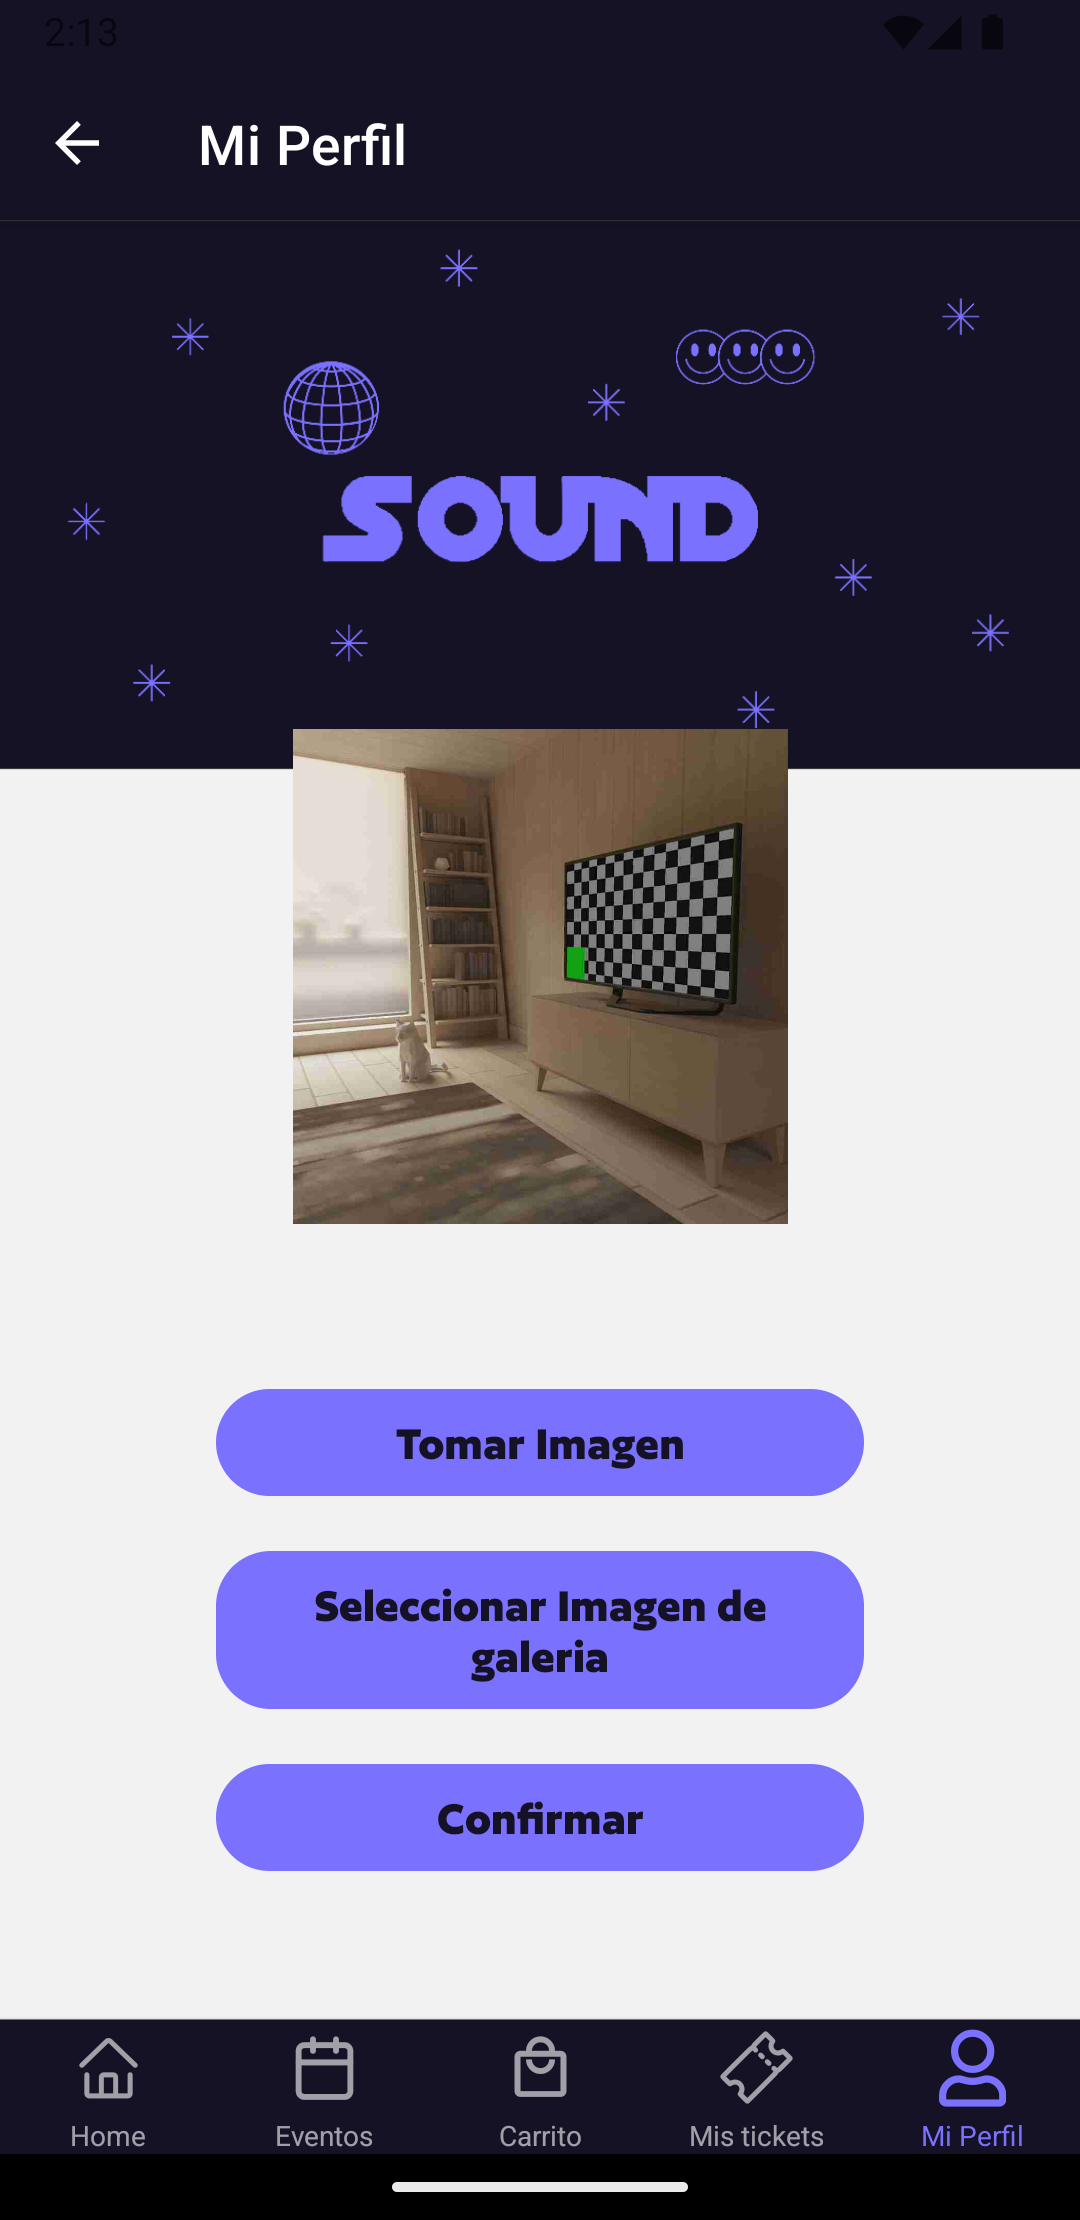 2:13
Mi Perfil
SOUND
Tomar Imagen
Seleccionar Imagen de
galeria
Confirmar
Home
Eventos
Carrito
Mis tickets
Mi Perfil